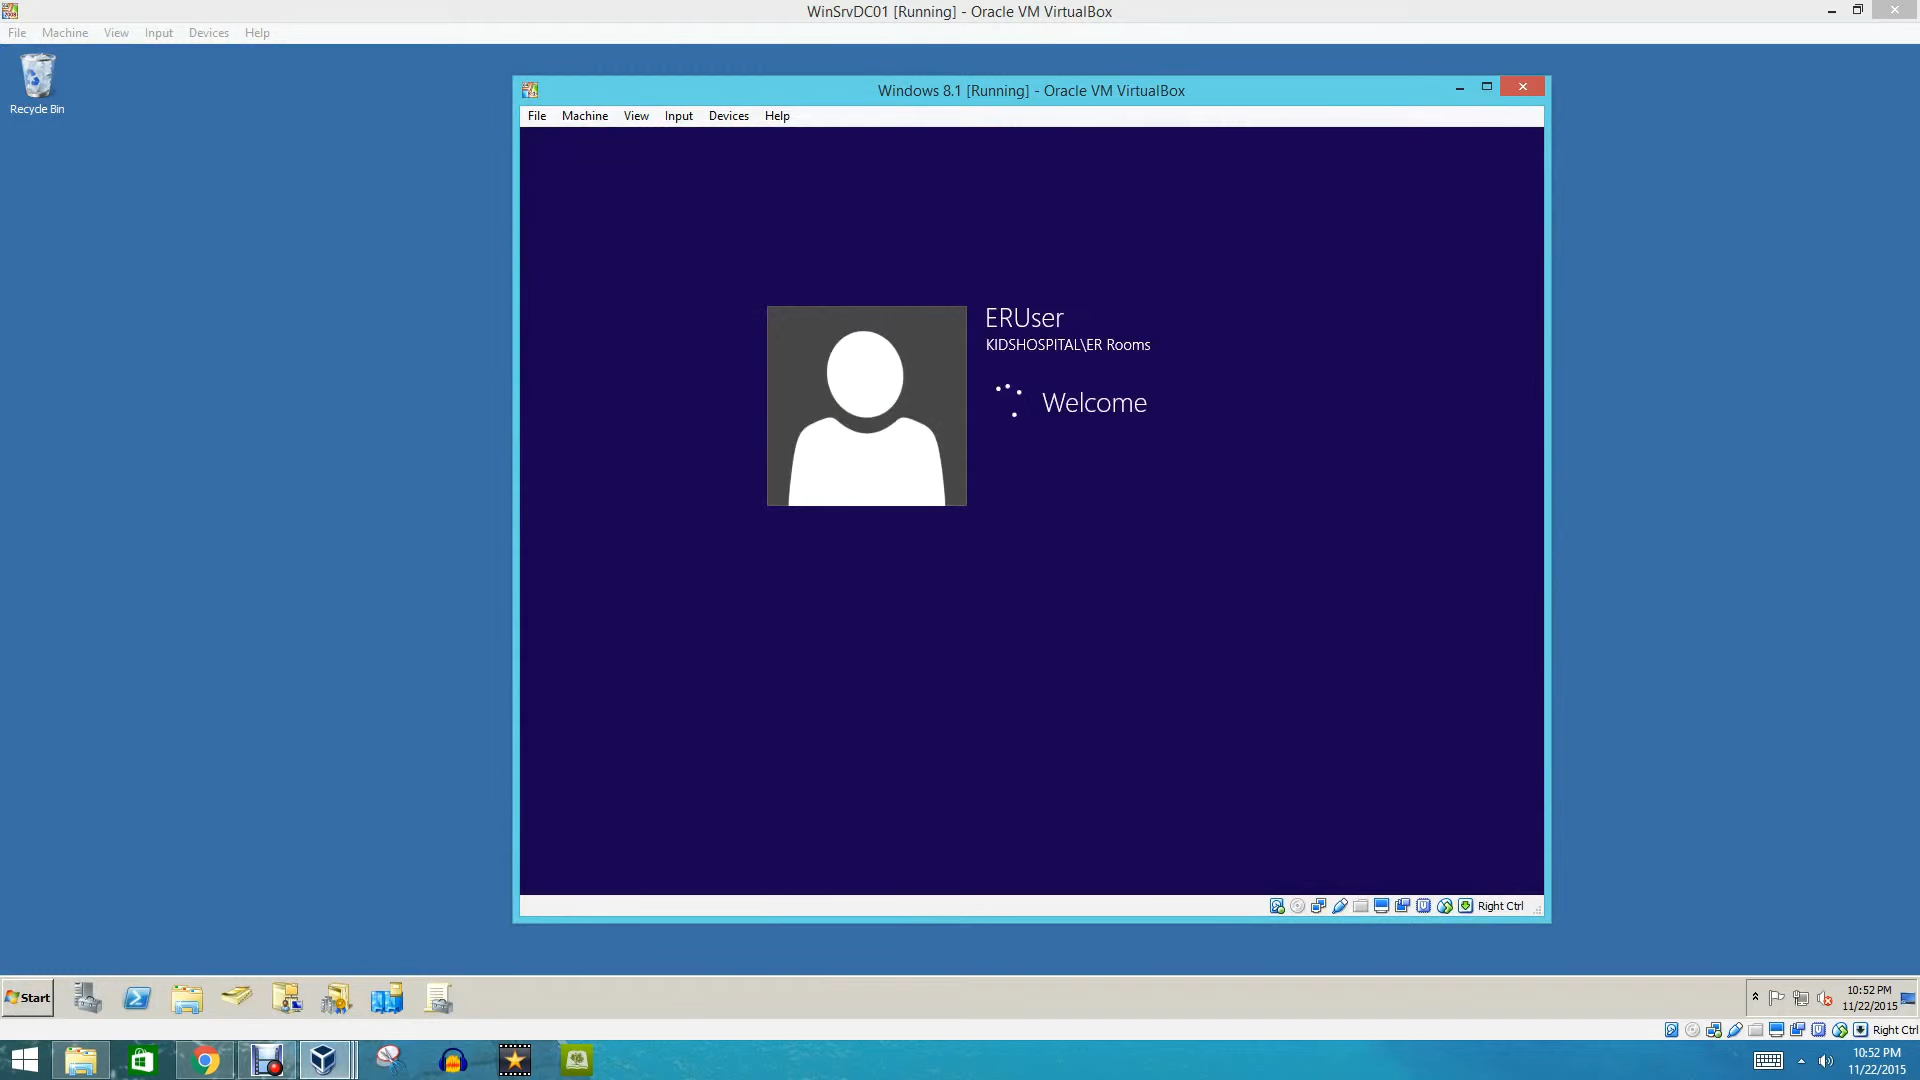 WinSrvDC01 [Running] - Oracle VM VirtualBox
File Machine View Input Devices Help
Recycle Bin
Windows 8.1 [Running] - Oracle VM VirtualBox
File Machine View Input Devices Help
ERUser
KIDSHOSPITAL\ER Rooms
Welcome
Right Ctrl
Start
10:52 PM
11/22/2015
Right Ctrl
10:52 PM
11/22/2015